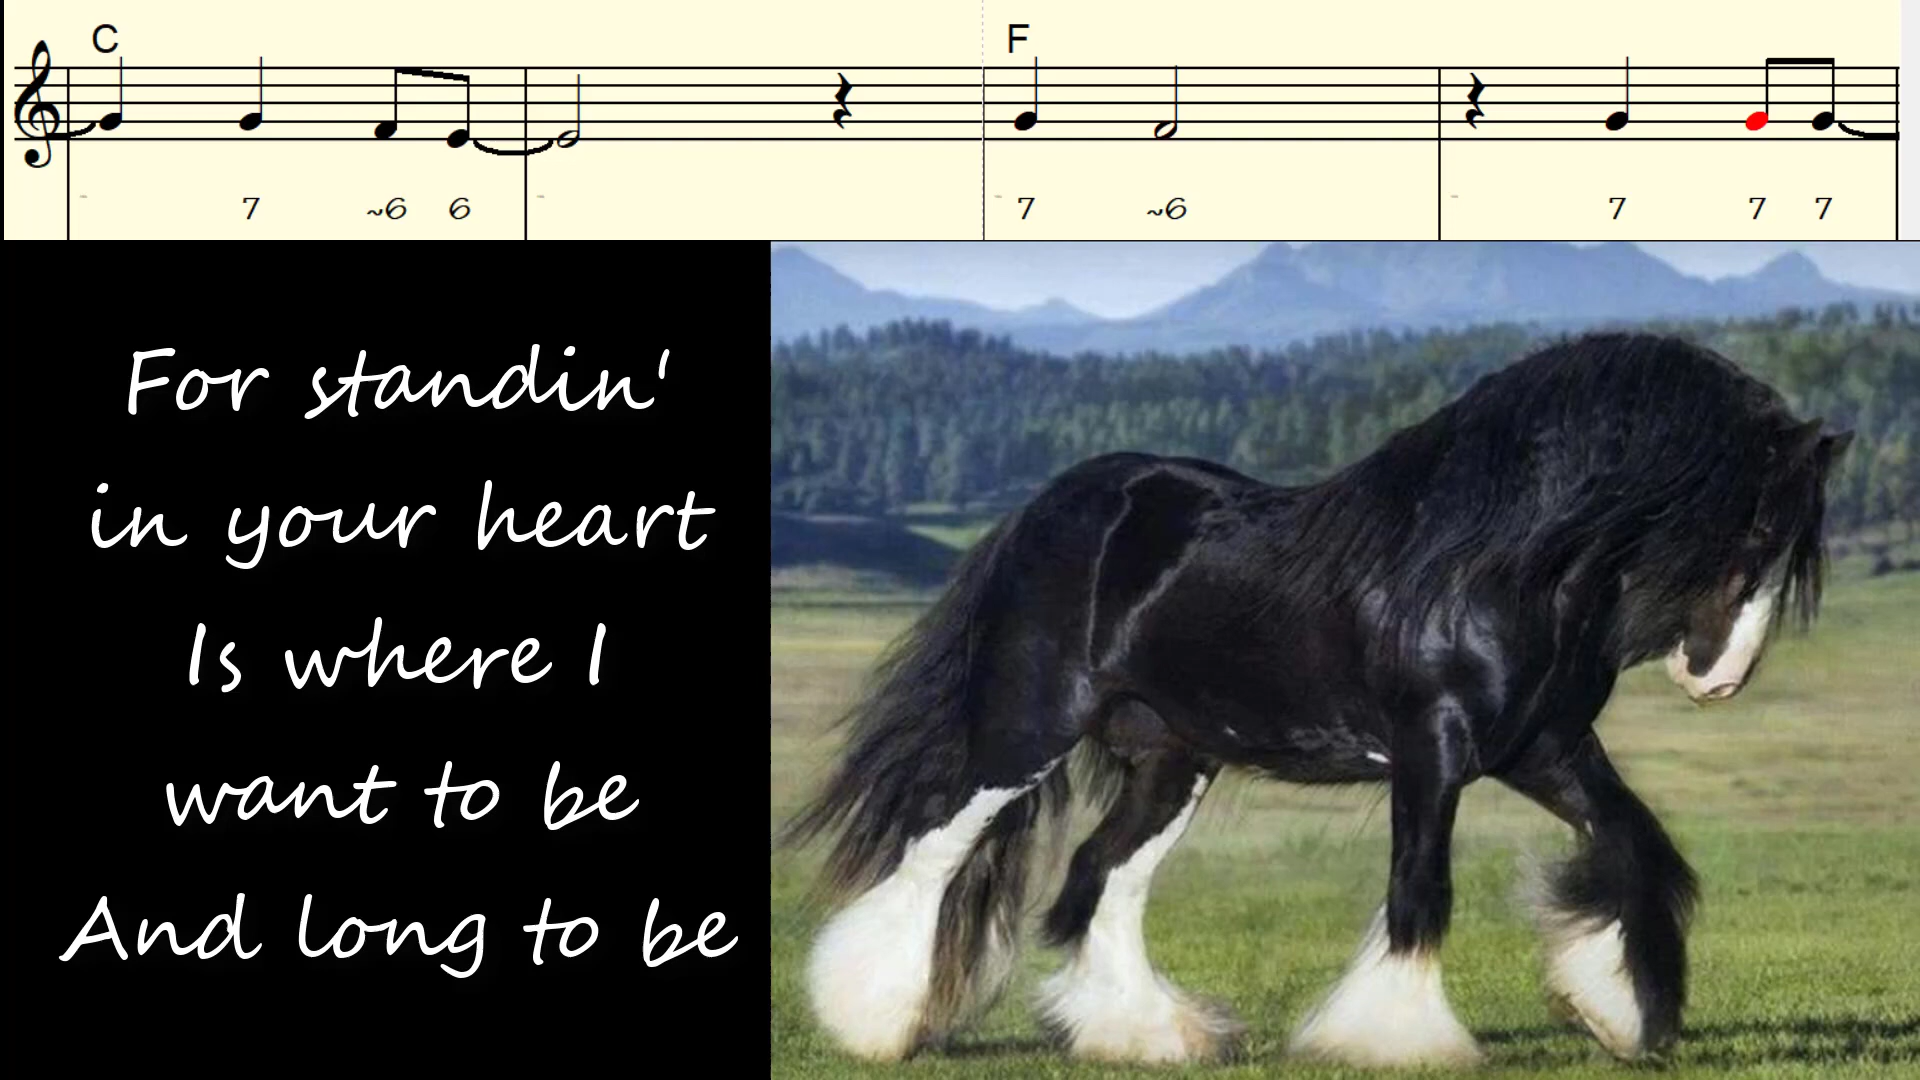 C F
7 ~6 6 7 ~6 7 7 7
For standin'
in your heart
Is where I
want to be
And long to be